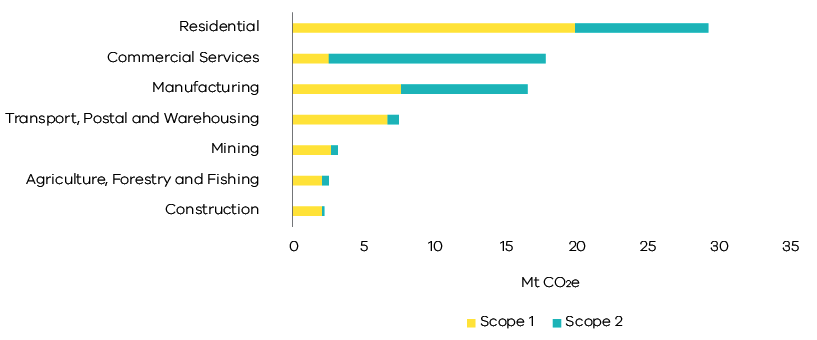 Residential
Commercial Services
Manufacturing
Transport, Postal and Warehousing
Mining
Agriculture, Forestry and Fishing
Construction
0 5 10 15 20 25 30 35
Mt CO₂e
Scope 1 Scope 2